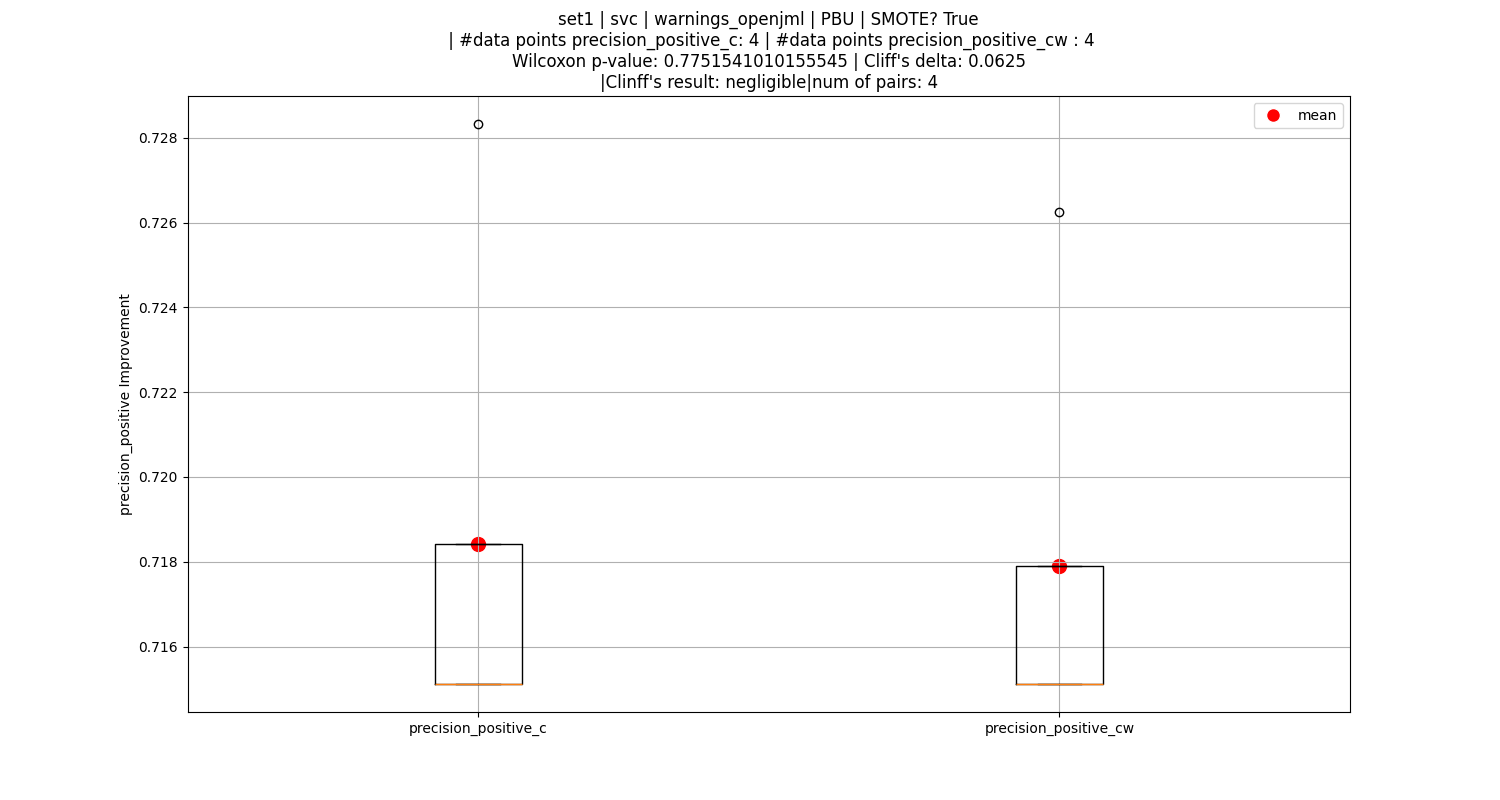 set1 | svc | warnings_openjml | PBU | SMOTE? True
| #data points precision_positive_c: 4 | #data points precision_positive_cw : 4
Wilcoxon p-value: 0.7751541010155545 | Cliff's delta: 0.0625
|Clinff's result: negligible|num of pairs: 4
mean
0.728
0.726
0.724
0.722
0.720
0.718
0.716
precision_positive Improvement
precision_positive_c
precision_positive_cw